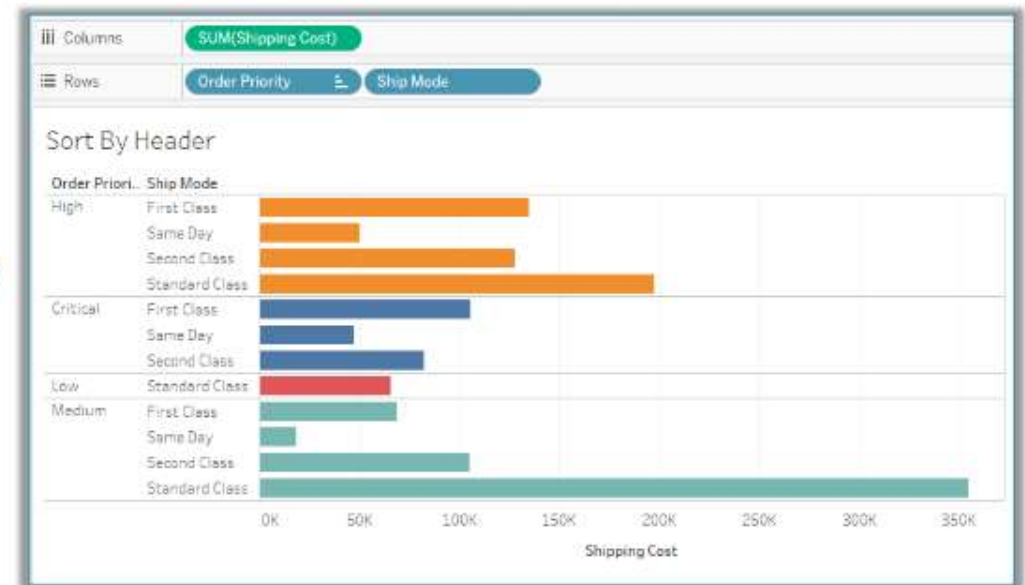 Columns SUM(Shipping Cost)
Rows Order Priority Ship Mode
Sort By Header
Order Priori.. Ship Mode
High First Class
Same Day
Second Class
Standard Class
Critical First Class
Same Day
Second Class
Low Standard Class
Medium First Class
Same Day
Second Class
Standard Class
0K 50K 100K 150K 200K 250K 300K 350K
Shipping Cost